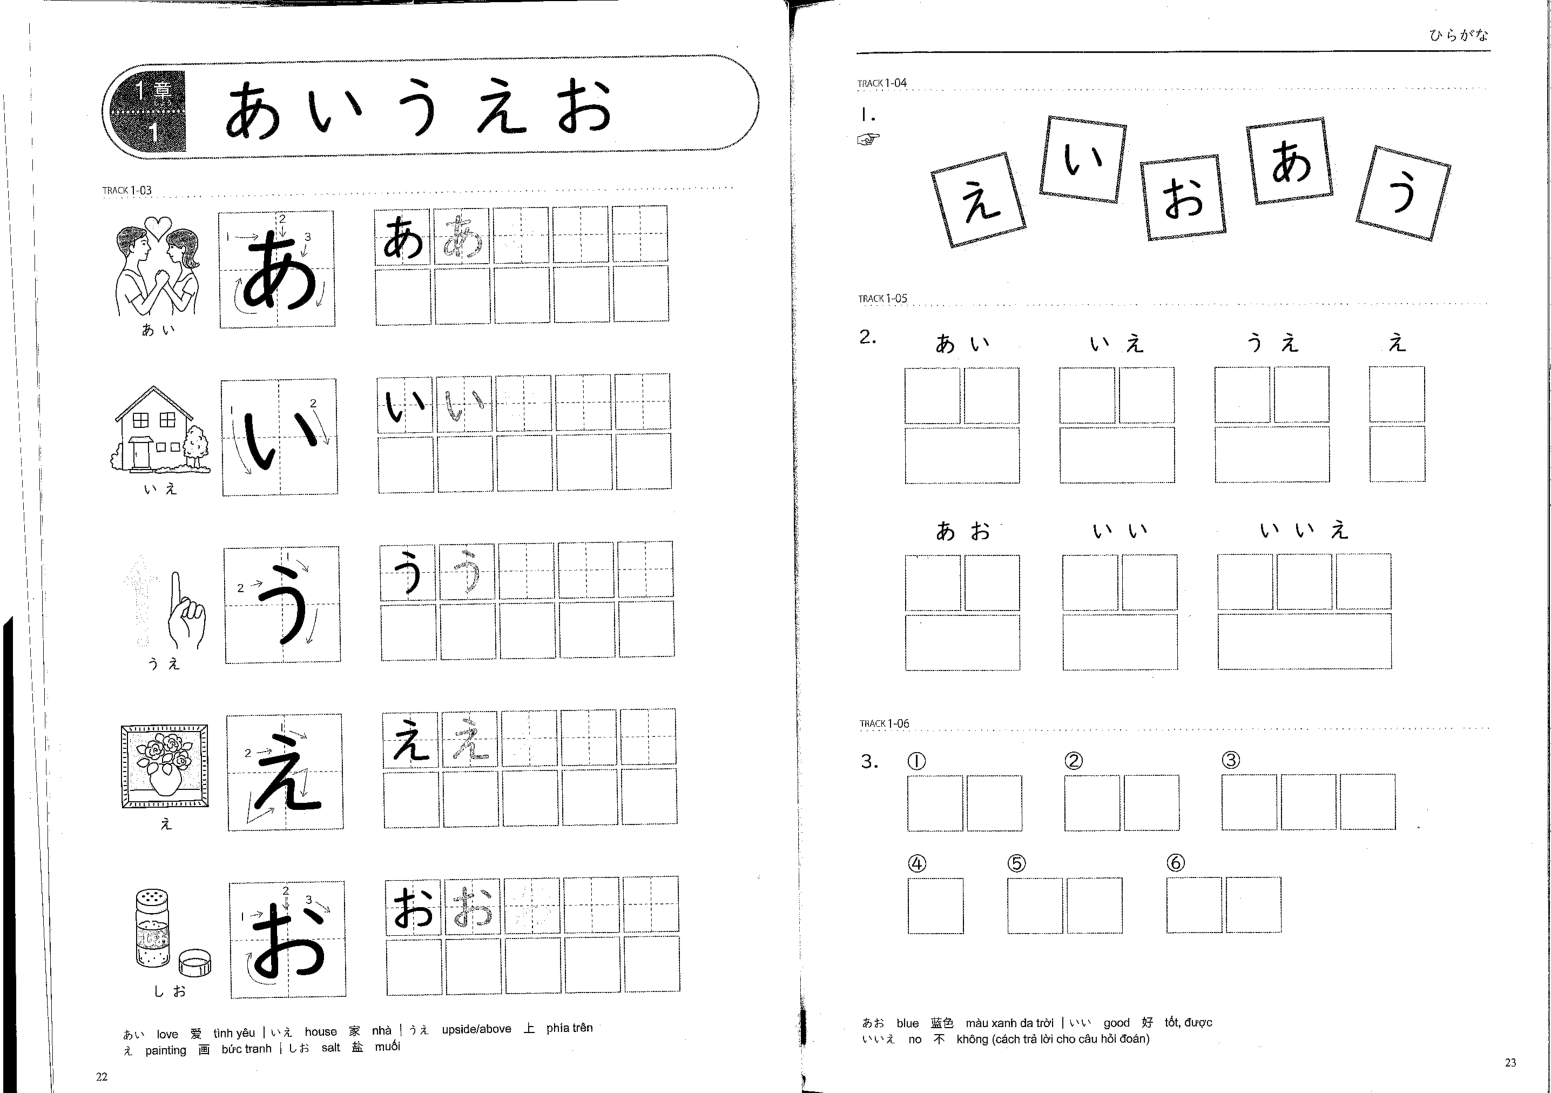 1章
1
あいうえお
TRACK 1-03
1 2 3
あ
あ あ
あい
1 2
い
い い
いえ
1
2
う
う う
うえ
1
2
え
え え
え
1 2 3
お
お お
しお
あい love 爱 tình yêu | いえ house 家 nhà | うえ upside/above 上 phía trên
え painting 画 bức tranh | しお salt 盐 muối
22
ひらがな
TRACK 1-04
1.
え い お あ う
TRACK 1-05
2.
あい いえ うえ え
あお いい いいえ
TRACK 1-06
3. ① ② ③
④ ⑤ ⑥
あお blue 蓝色 màu xanh da trời | いい good 好 tốt, được
いいえ no 不 không (cách trả lời cho câu hỏi đoán)
23